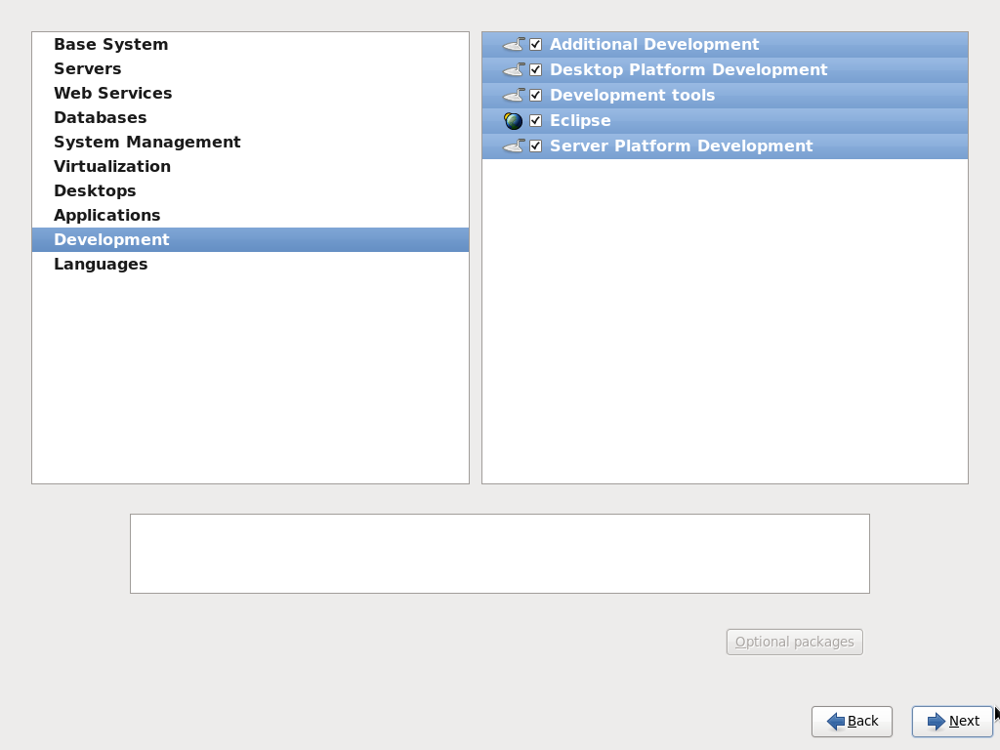 Base System
Servers
Web Services
Databases
System Management
Virtualization
Desktops
Applications
Development
Languages
Additional Development
Desktop Platform Development
Development tools
Eclipse
Server Platform Development
Optional packages
Back
Next